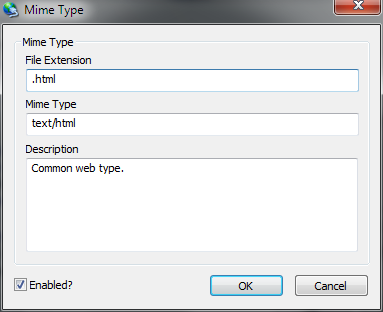 Mime Type
Mime Type
File Extension
.html
Mime Type
text/html
Description
Common web type.
Enabled?
OK
Cancel